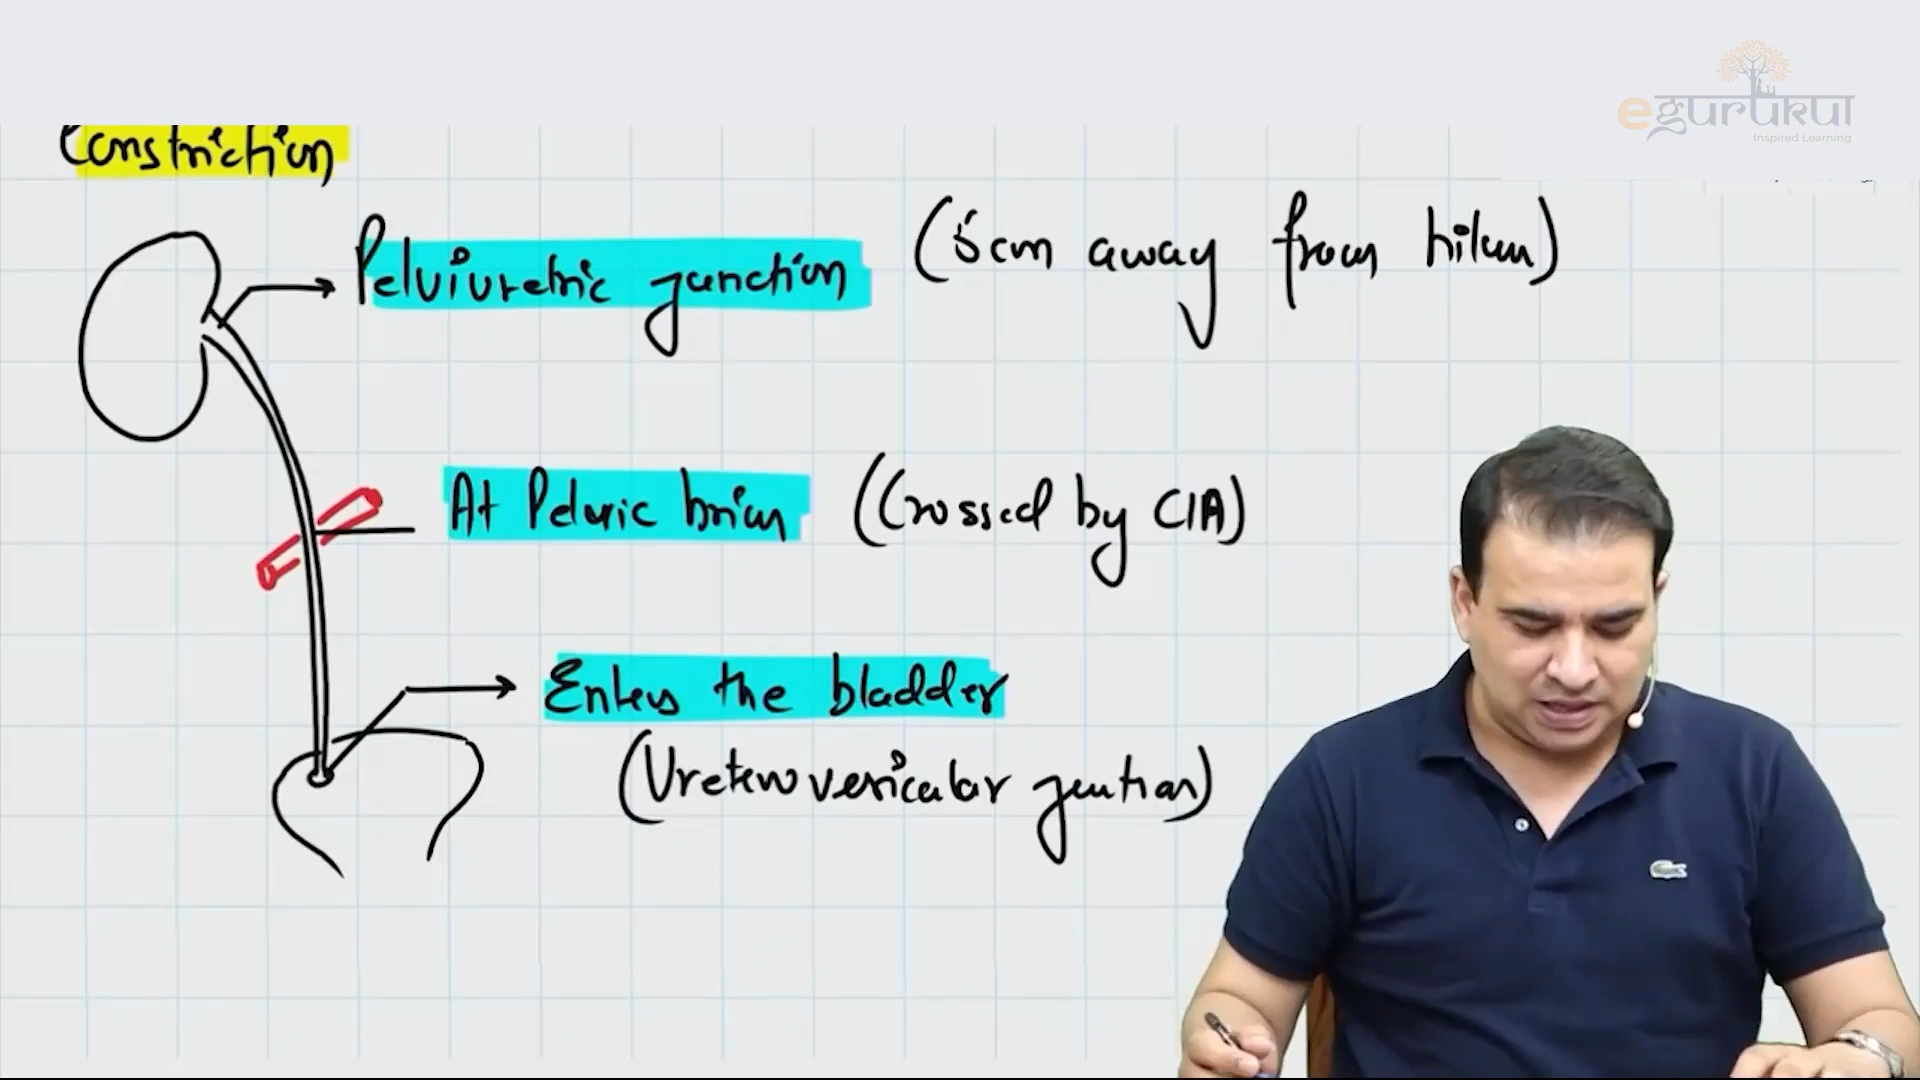 egurukul
Inspired Learning
Constriction
Pelviuretric junction (5cm away from hilum)
At Pelvic brim (Crossed by CIA)
Enters the bladder
(Ureterovesicular junction)